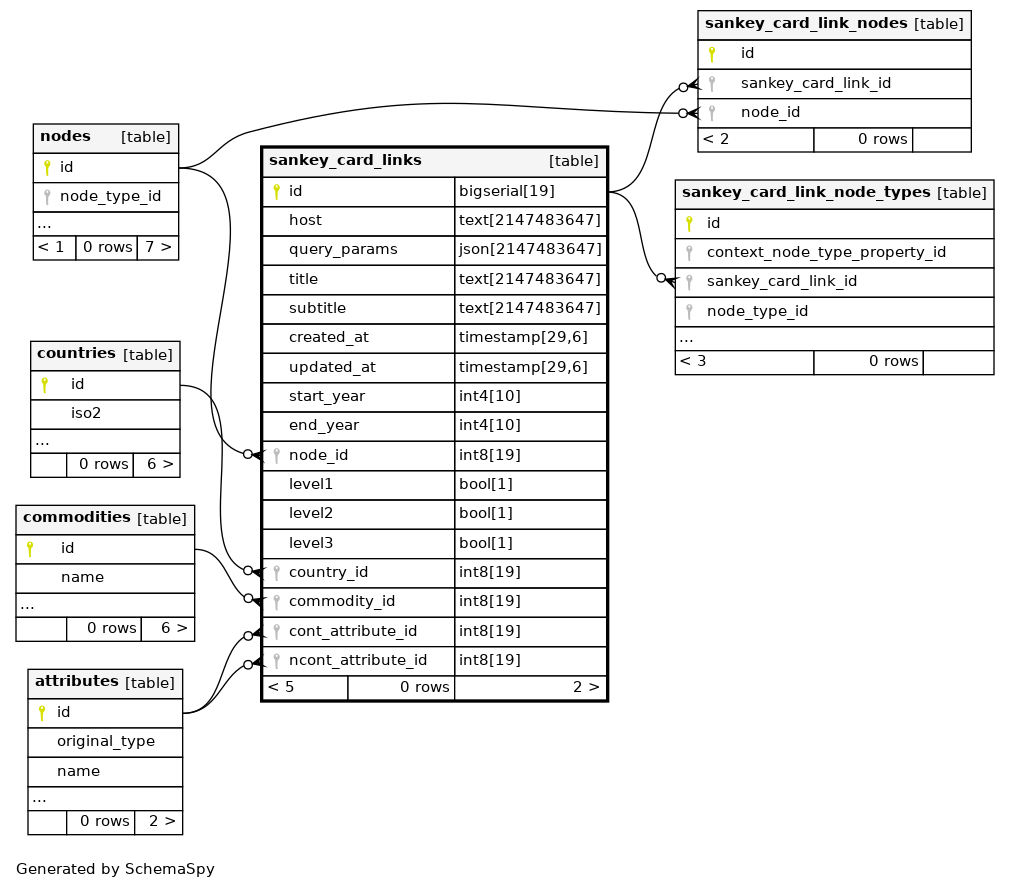 sankey_card_link_nodes [table]
id
sankey_card_link_id
node_id
< 2 0 rows
nodes [table]
id
node_type_id
...
< 1 0 rows 7 >
sankey_card_links [table]
id bigserial[19]
host text[2147483647]
query_params json[2147483647]
title text[2147483647]
subtitle text[2147483647]
created_at timestamp[29,6]
updated_at timestamp[29,6]
start_year int4[10]
end_year int4[10]
node_id int8[19]
level1 bool[1]
level2 bool[1]
level3 bool[1]
country_id int8[19]
commodity_id int8[19]
cont_attribute_id int8[19]
ncont_attribute_id int8[19]
< 5 0 rows 2 >
sankey_card_link_node_types [table]
id
context_node_type_property_id
sankey_card_link_id
node_type_id
...
< 3 0 rows
countries [table]
id
iso2
...
0 rows 6 >
commodities [table]
id
name
...
0 rows 6 >
attributes [table]
id
original_type
name
...
0 rows 2 >
Generated by SchemaSpy